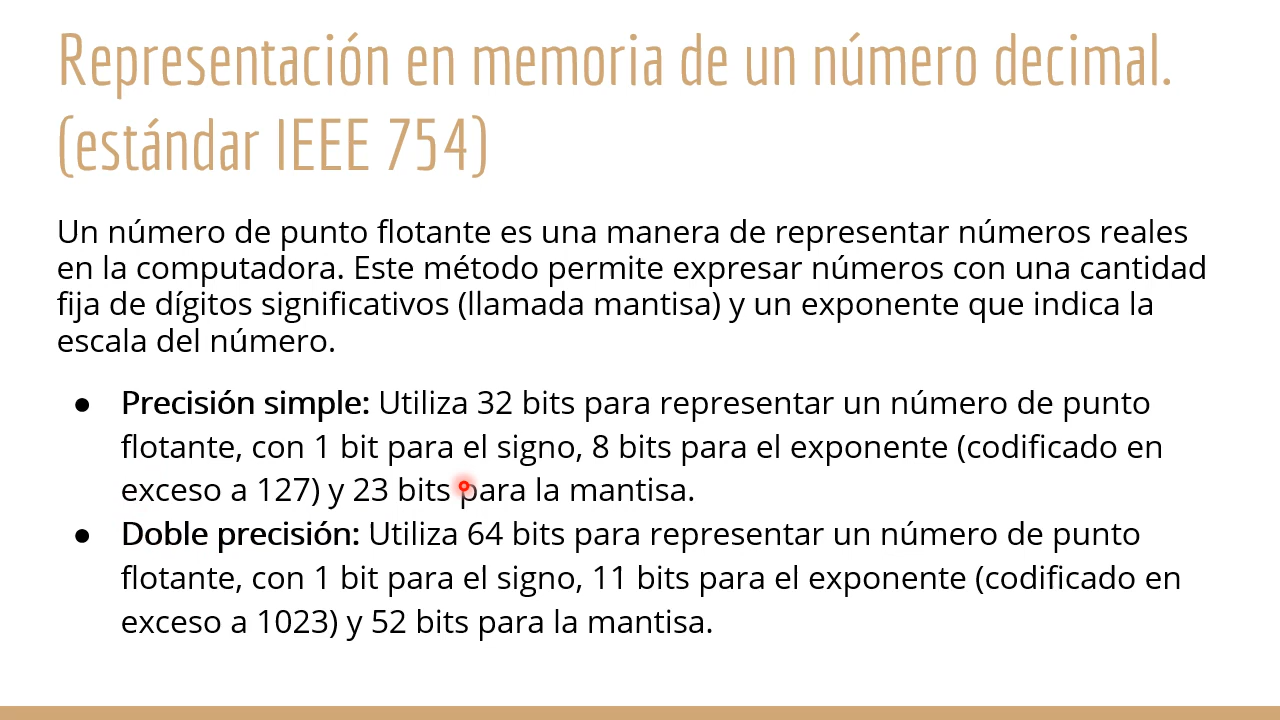 Representación en memoria de un número decimal.
(estándar IEEE 754)
Un número de punto flotante es una manera de representar números reales
en la computadora. Este método permite expresar números con una cantidad
fija de dígitos significativos (llamada mantisa) y un exponente que indica la
escala del número.
● Precisión simple: Utiliza 32 bits para representar un número de punto
flotante, con 1 bit para el signo, 8 bits para el exponente (codificado en
exceso a 127) y 23 bits para la mantisa.
● Doble precisión: Utiliza 64 bits para representar un número de punto
flotante, con 1 bit para el signo, 11 bits para el exponente (codificado en
exceso a 1023) y 52 bits para la mantisa.